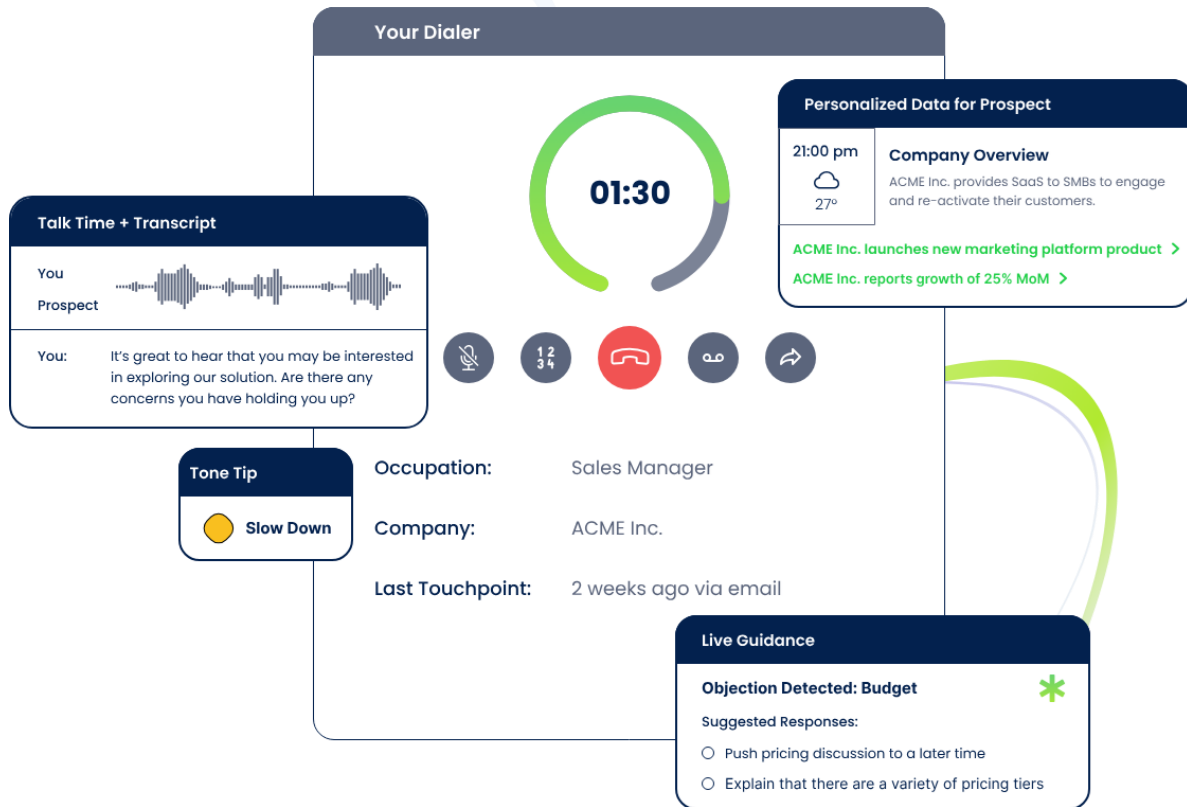 Your Dialer
01:30
1 2
3 4
Occupation: Sales Manager
Company: ACME Inc.
Last Touchpoint: 2 weeks ago via email
Personalized Data for Prospect
21:00 pm
27°
Company Overview
ACME Inc. provides SaaS to SMBs to engage
and re-activate their customers.
ACME Inc. launches new marketing platform product
ACME Inc. reports growth of 25% MoM
Talk Time + Transcript
You
Prospect
You: It's great to hear that you may be interested
in exploring our solution. Are there any
concerns you have holding you up?
Tone Tip
Slow Down
Live Guidance
Objection Detected: Budget
Suggested Responses:
Push pricing discussion to a later time
Explain that there are a variety of pricing tiers